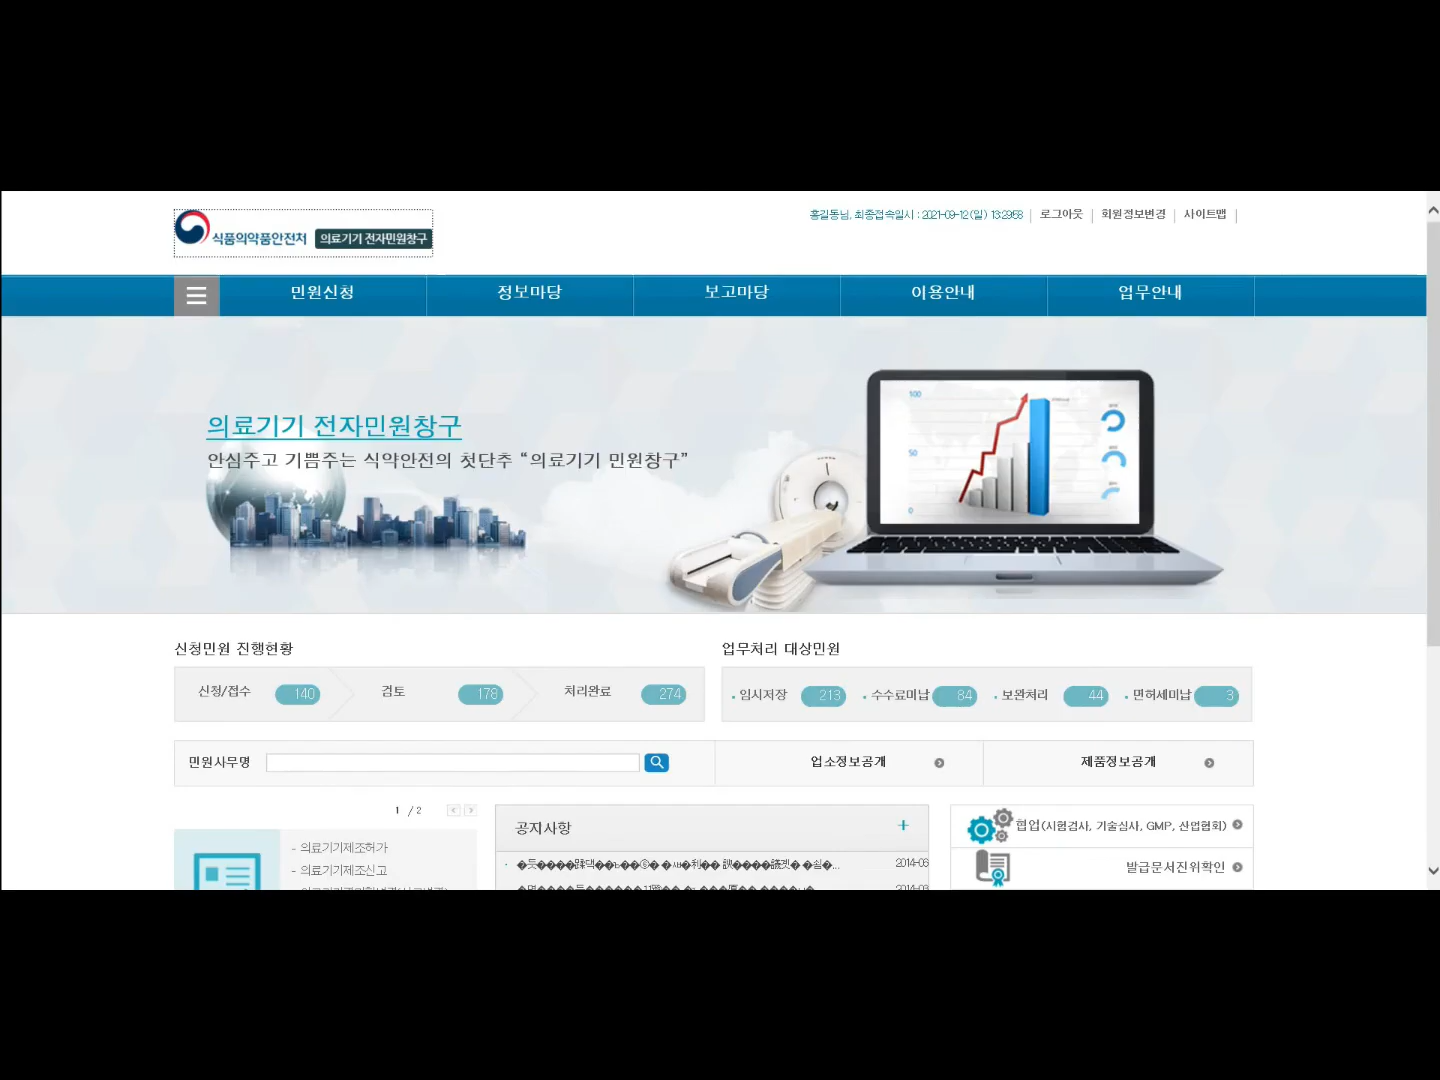 식품의약품안전처 의료기기 전자민원창구
홍길동님, 최종접속일시 : 2021-09-12(일) 13:29:58 로그아웃 회원정보변경 사이트맵
민원신청 정보마당 보고마당 이용안내 업무안내
의료기기 전자민원창구
안심주고 기쁨주는 식약안전의 첫단추 “의료기기 민원창구”
100
50
0
신청민원 진행현황
신청/접수 140 검토 178 처리완료 274
업무처리 대상민원
임시저장 213 수수료미납 84 보완처리 44 면허세미납 3
민원사무명
업소정보공개
제품정보공개
1 / 2
- 의료기기제조허가
- 의료기기제조신고
공지사항 +
2014-06
협업(시험검사, 기술심사, GMP, 산업협회)
발급문서진위확인